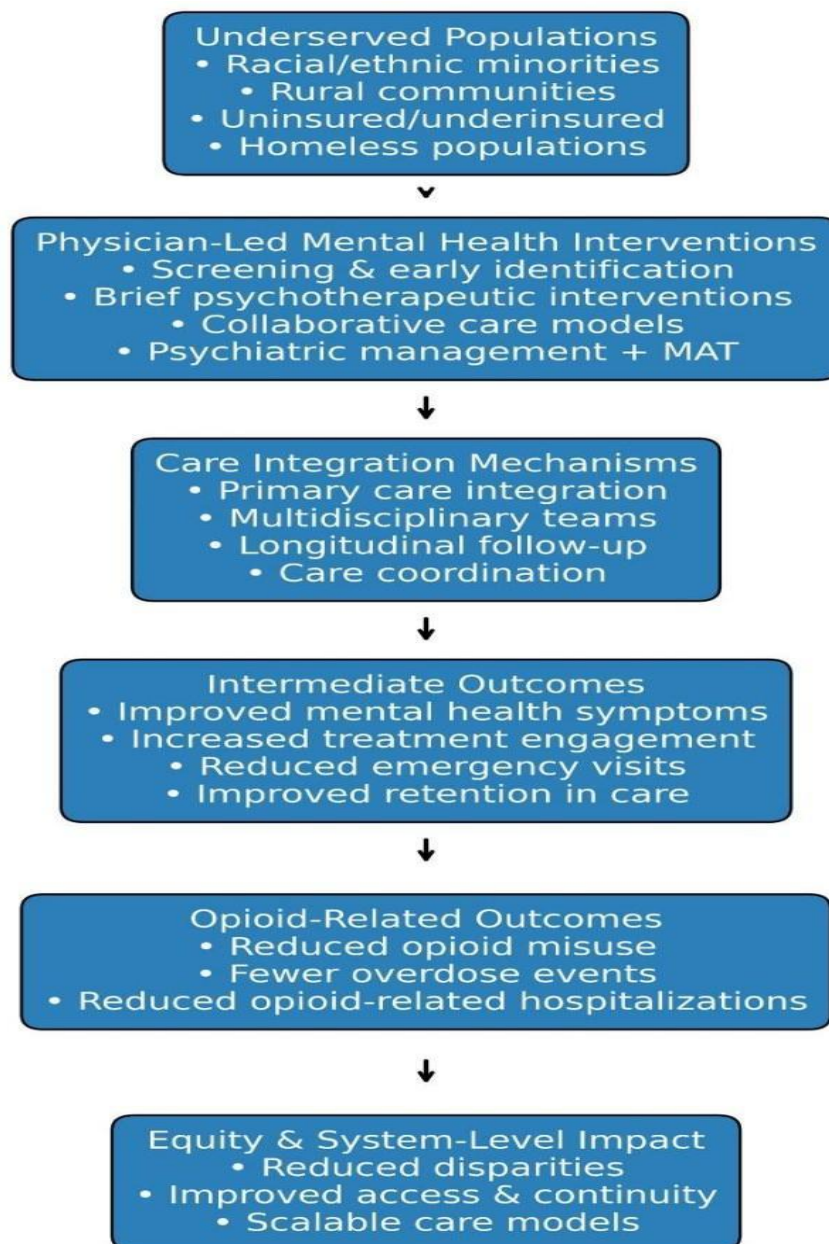 Underserved Populations
• Racial/ethnic minorities
• Rural communities
• Uninsured/underinsured
• Homeless populations
Physician-Led Mental Health Interventions
• Screening & early identification
• Brief psychotherapeutic interventions
• Collaborative care models
• Psychiatric management + MAT
Care Integration Mechanisms
• Primary care integration
• Multidisciplinary teams
• Longitudinal follow-up
• Care coordination
Intermediate Outcomes
• Improved mental health symptoms
• Increased treatment engagement
• Reduced emergency visits
• Improved retention in care
Opioid-Related Outcomes
• Reduced opioid misuse
• Fewer overdose events
• Reduced opioid-related hospitalizations
Equity & System-Level Impact
• Reduced disparities
• Improved access & continuity
• Scalable care models